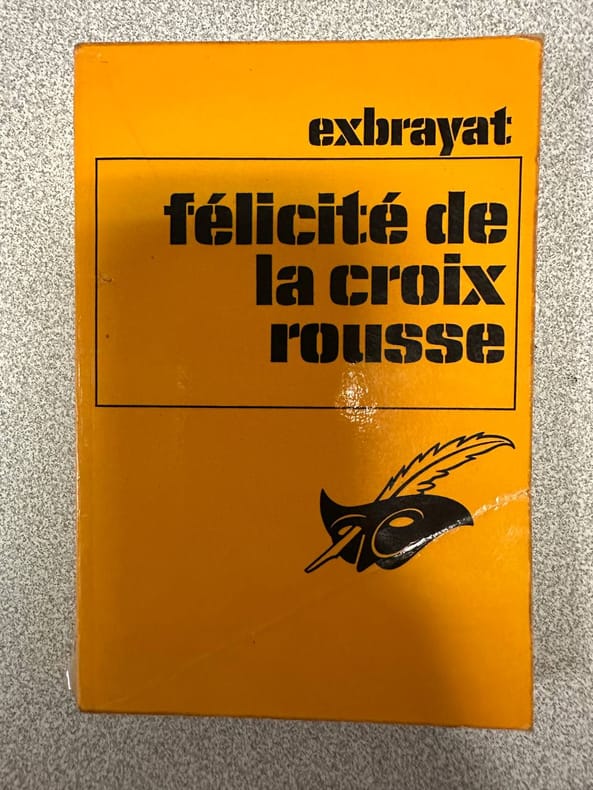 exbrayat
félicité de
la croix
rousse